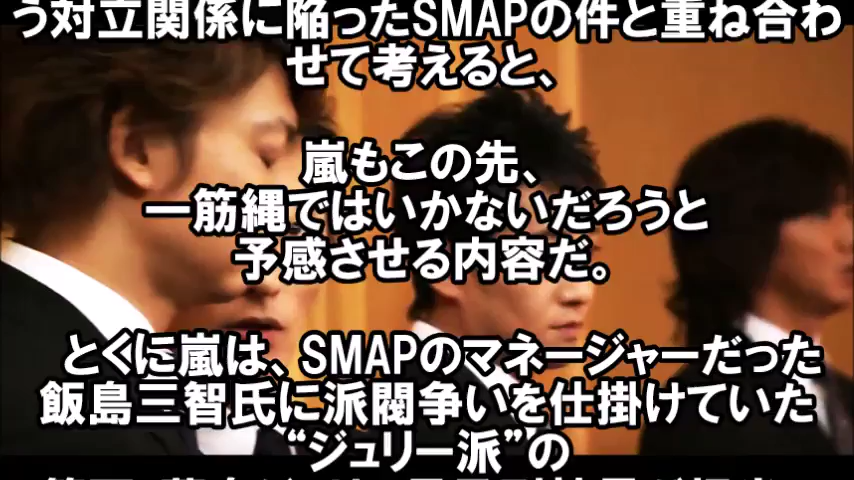 う対立関係に陥ったSMAPの件と重ね合わ
せて考えると、
嵐もこの先、
一筋縄ではいかないだろうと
予感させる内容だ。
とくに嵐は、SMAPのマネージャーだった
飯島三智氏に派閥争いを仕掛けていた
“ジュリー派”の